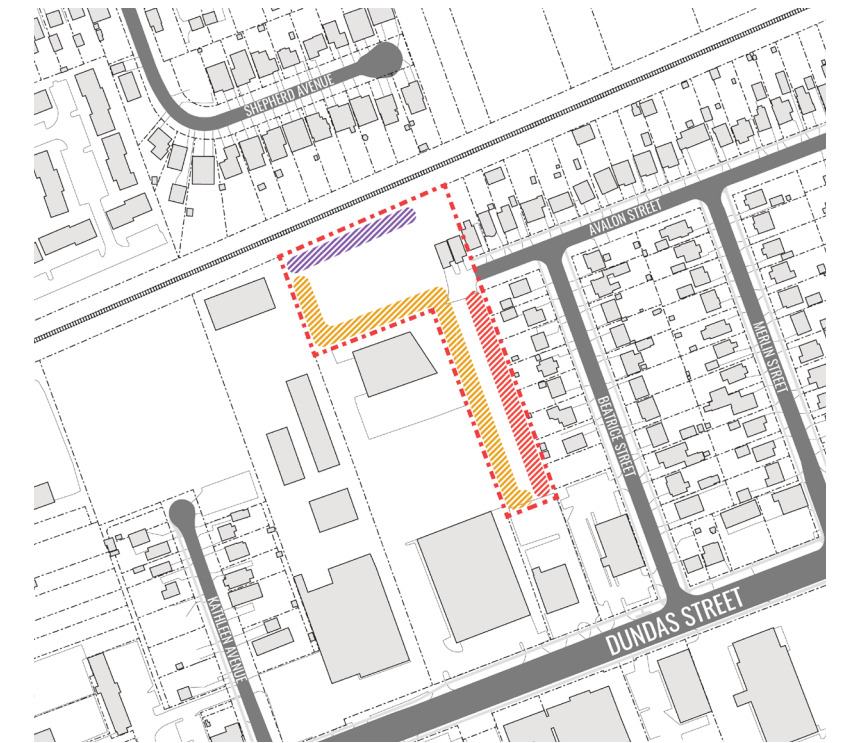 SHEPHERD AVENUE
AVALON STREET
MERLIN STREET
BEATRICE STREET
KATHLEEN AVENUE
DUNDAS STREET